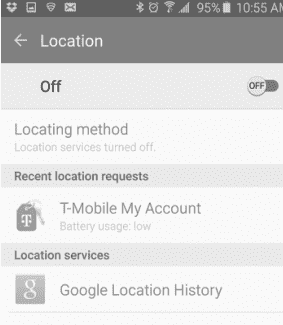 95% 10:55 AM
Location
Off
OFF
Locating method
Location services turned off.
Recent location requests
T
T-Mobile My Account
Battery usage: low
Location services
8
Google Location History